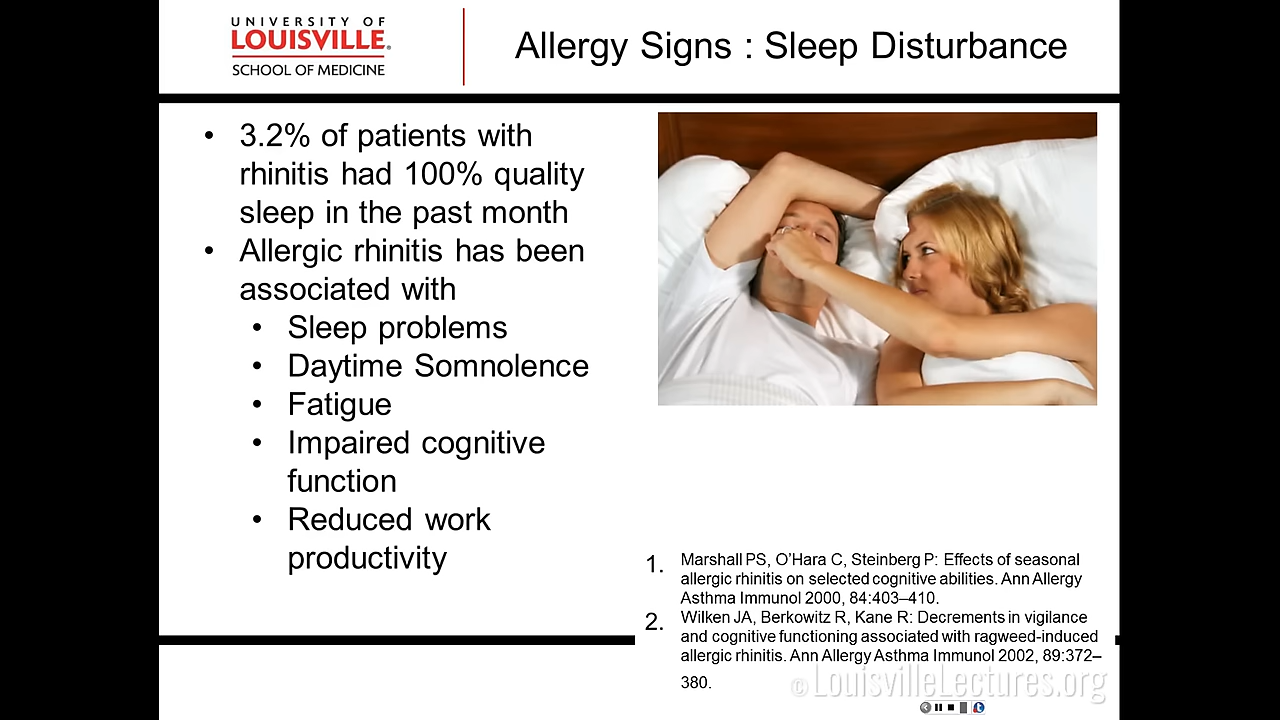 UNIVERSITY OF
LOUISVILLE®
SCHOOL OF MEDICINE
Allergy Signs : Sleep Disturbance
• 3.2% of patients with
rhinitis had 100% quality
sleep in the past month
• Allergic rhinitis has been
associated with
• Sleep problems
• Daytime Somnolence
• Fatigue
• Impaired cognitive
function
• Reduced work
productivity
1. Marshall PS, O'Hara C, Steinberg P: Effects of seasonal
allergic rhinitis on selected cognitive abilities. Ann Allergy
Asthma Immunol 2000, 84:403–410.
2. Wilken JA, Berkowitz R, Kane R: Decrements in vigilance
and cognitive functioning associated with ragweed-induced
allergic rhinitis. Ann Allergy Asthma Immunol 2002, 89:372–
380.
© LouisvilleLectures.org